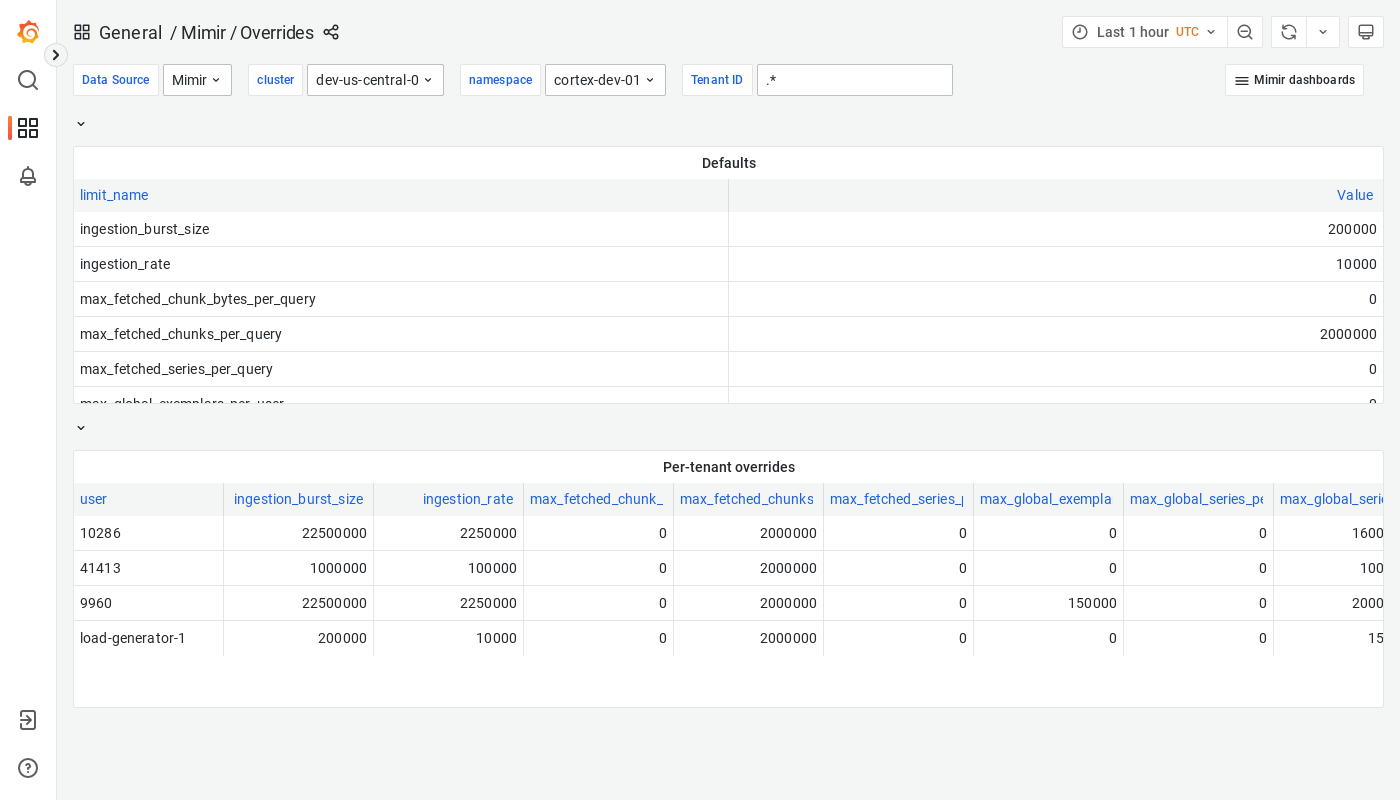 General / Mimir / Overrides
Last 1 hour UTC
Data Source Mimir cluster dev-us-central-0 namespace cortex-dev-01 Tenant ID .* Mimir dashboards
Defaults
limit_name Value
ingestion_burst_size 200000
ingestion_rate 10000
max_fetched_chunk_bytes_per_query 0
max_fetched_chunks_per_query 2000000
max_fetched_series_per_query 0
max_global_exemplars_per_user 0
Per-tenant overrides
user ingestion_burst_size ingestion_rate max_fetched_chunk_ max_fetched_chunks max_fetched_series_ max_global_exempla max_global_series_pe max_global_serie
10286 22500000 2250000 0 2000000 0 0 0 1600
41413 1000000 100000 0 2000000 0 0 0 100
9960 22500000 2250000 0 2000000 0 150000 0 2000
load-generator-1 200000 10000 0 2000000 0 0 0 15